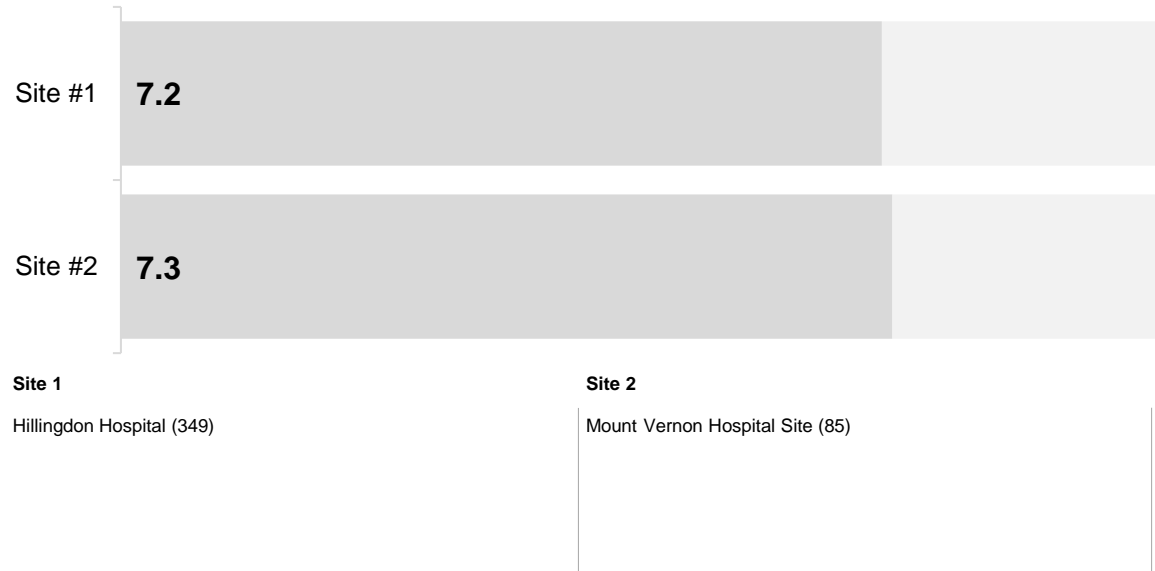 Site #1
7.2
Site #2
7.3
Site 1
Site 2
Hillingdon Hospital (349)
Mount Vernon Hospital Site (85)